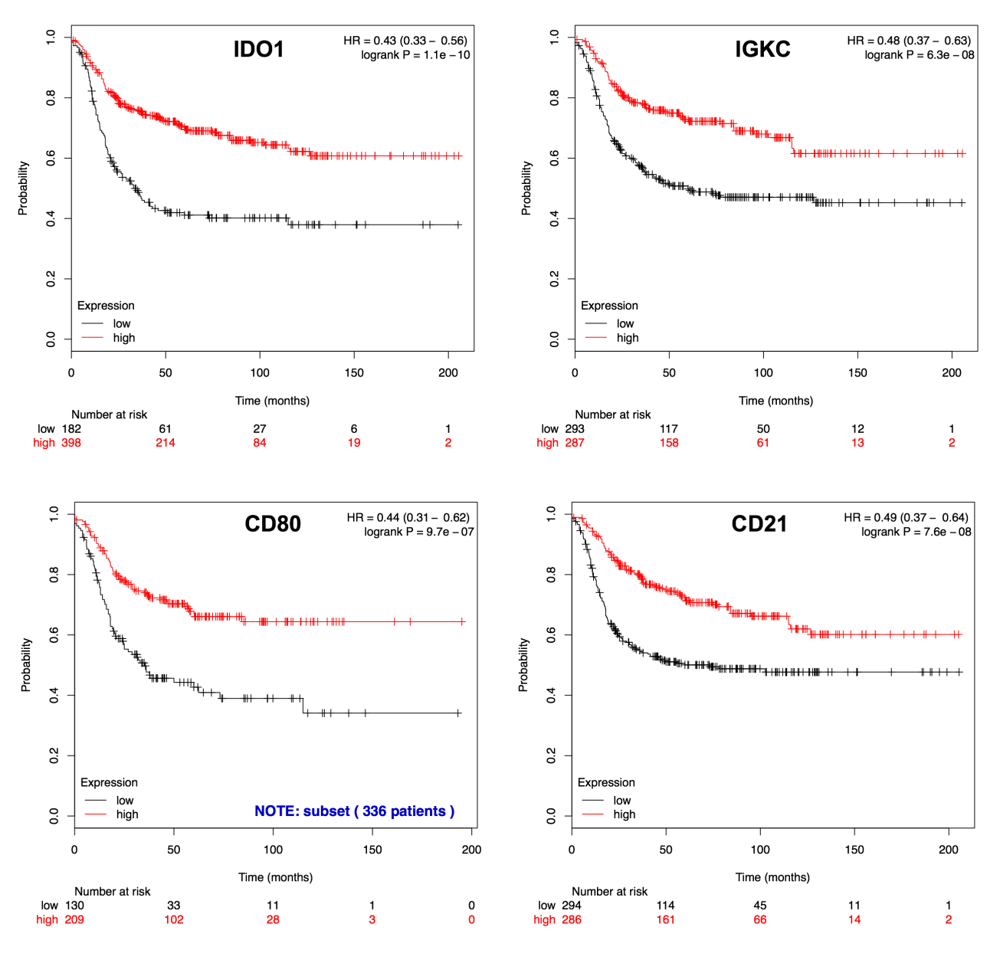 IDO1
HR = 0.43 (0.33 − 0.56)
logrank P = 1.1e − 10
Probability
1.0
0.8
0.6
0.4
0.2
0.0
Expression
low
high
0 50 100 150 200
Time (months)
Number at risk
low 182 61 27 6 1
high 398 214 84 19 2
IGKC
HR = 0.48 (0.37 − 0.63)
logrank P = 6.3e − 08
Probability
1.0
0.8
0.6
0.4
0.2
0.0
Expression
low
high
0 50 100 150 200
Time (months)
Number at risk
low 293 117 50 12 1
high 287 158 61 13 2
CD80
HR = 0.44 (0.31 − 0.62)
logrank P = 9.7e − 07
Probability
1.0
0.8
0.6
0.4
0.2
0.0
Expression
low
high
NOTE: subset ( 336 patients )
0 50 100 150 200
Time (months)
Number at risk
low 130 33 11 1 0
high 209 102 28 3 0
CD21
HR = 0.49 (0.37 − 0.64)
logrank P = 7.6e − 08
Probability
1.0
0.8
0.6
0.4
0.2
0.0
Expression
low
high
0 50 100 150 200
Time (months)
Number at risk
low 294 114 45 11 1
high 286 161 66 14 2